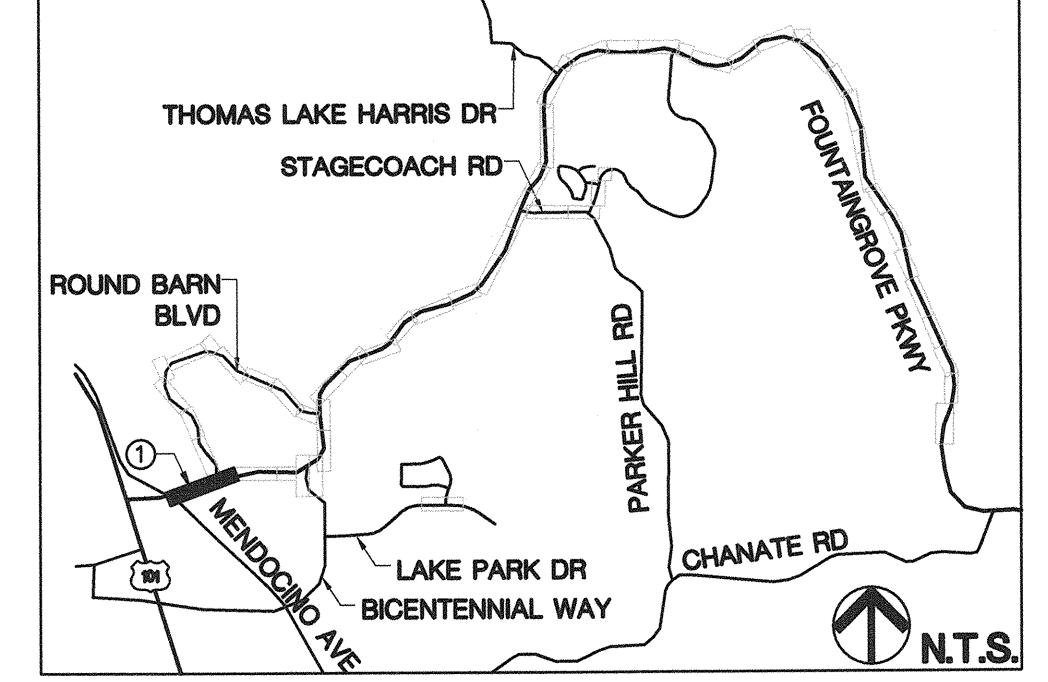 THOMAS LAKE HARRIS DR
STAGECOACH RD
FOUNTAINGROVE PKWY
ROUND BARN
BLVD
PARKER HILL RD
1
MENDOCINO AVE
101
LAKE PARK DR
BICENTENNIAL WAY
CHANATE RD
N.T.S.